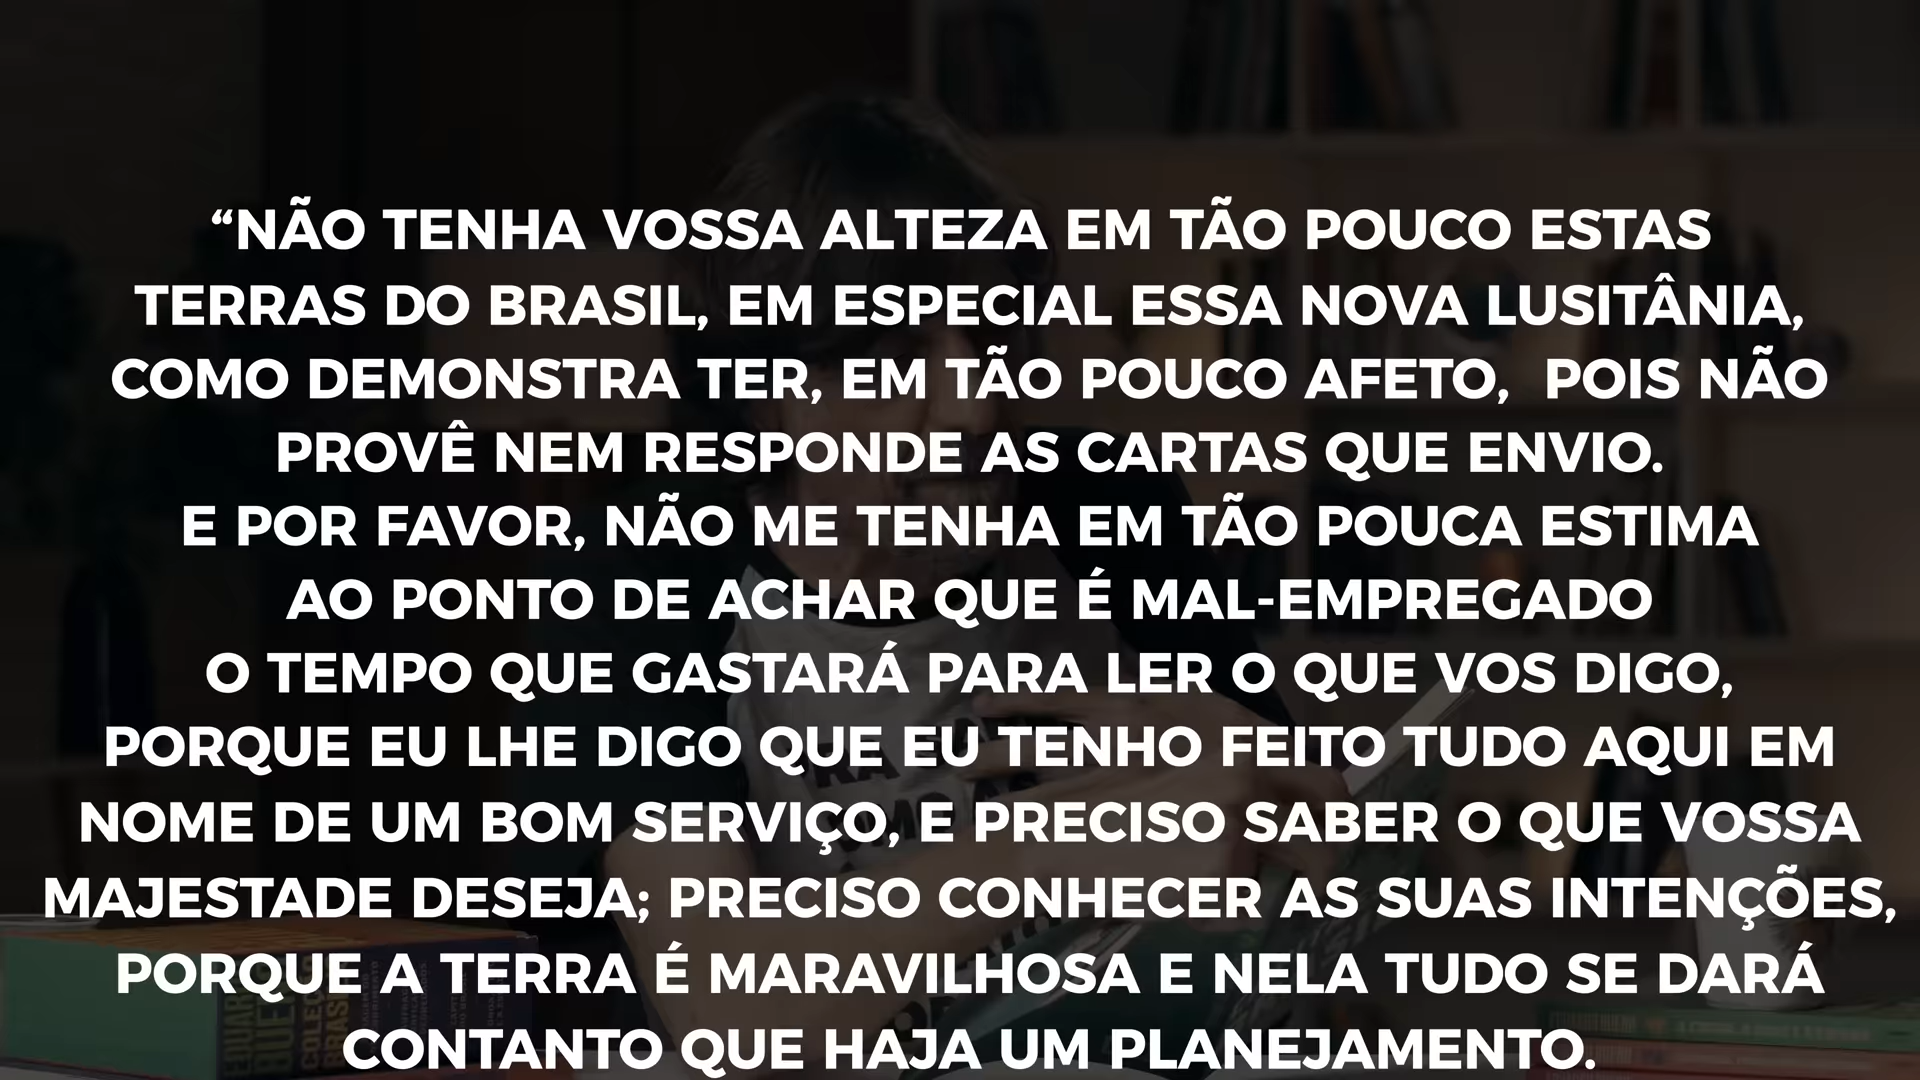 “NÃO TENHA VOSSA ALTEZA EM TÃO POUCO ESTAS
TERRAS DO BRASIL, EM ESPECIAL ESSA NOVA LUSITÂNIA,
COMO DEMONSTRA TER, EM TÃO POUCO AFETO,  POIS NÃO
PROVÊ NEM RESPONDE AS CARTAS QUE ENVIO.
E POR FAVOR, NÃO ME TENHA EM TÃO POUCA ESTIMA
AO PONTO DE ACHAR QUE É MAL-EMPREGADO
O TEMPO QUE GASTARÁ PARA LER O QUE VOS DIGO,
PORQUE EU LHE DIGO QUE EU TENHO FEITO TUDO AQUI EM
NOME DE UM BOM SERVIÇO, E PRECISO SABER O QUE VOSSA
MAJESTADE DESEJA; PRECISO CONHECER AS SUAS INTENÇÕES,
PORQUE A TERRA É MARAVILHOSA E NELA TUDO SE DARÁ
CONTANTO QUE HAJA UM PLANEJAMENTO.